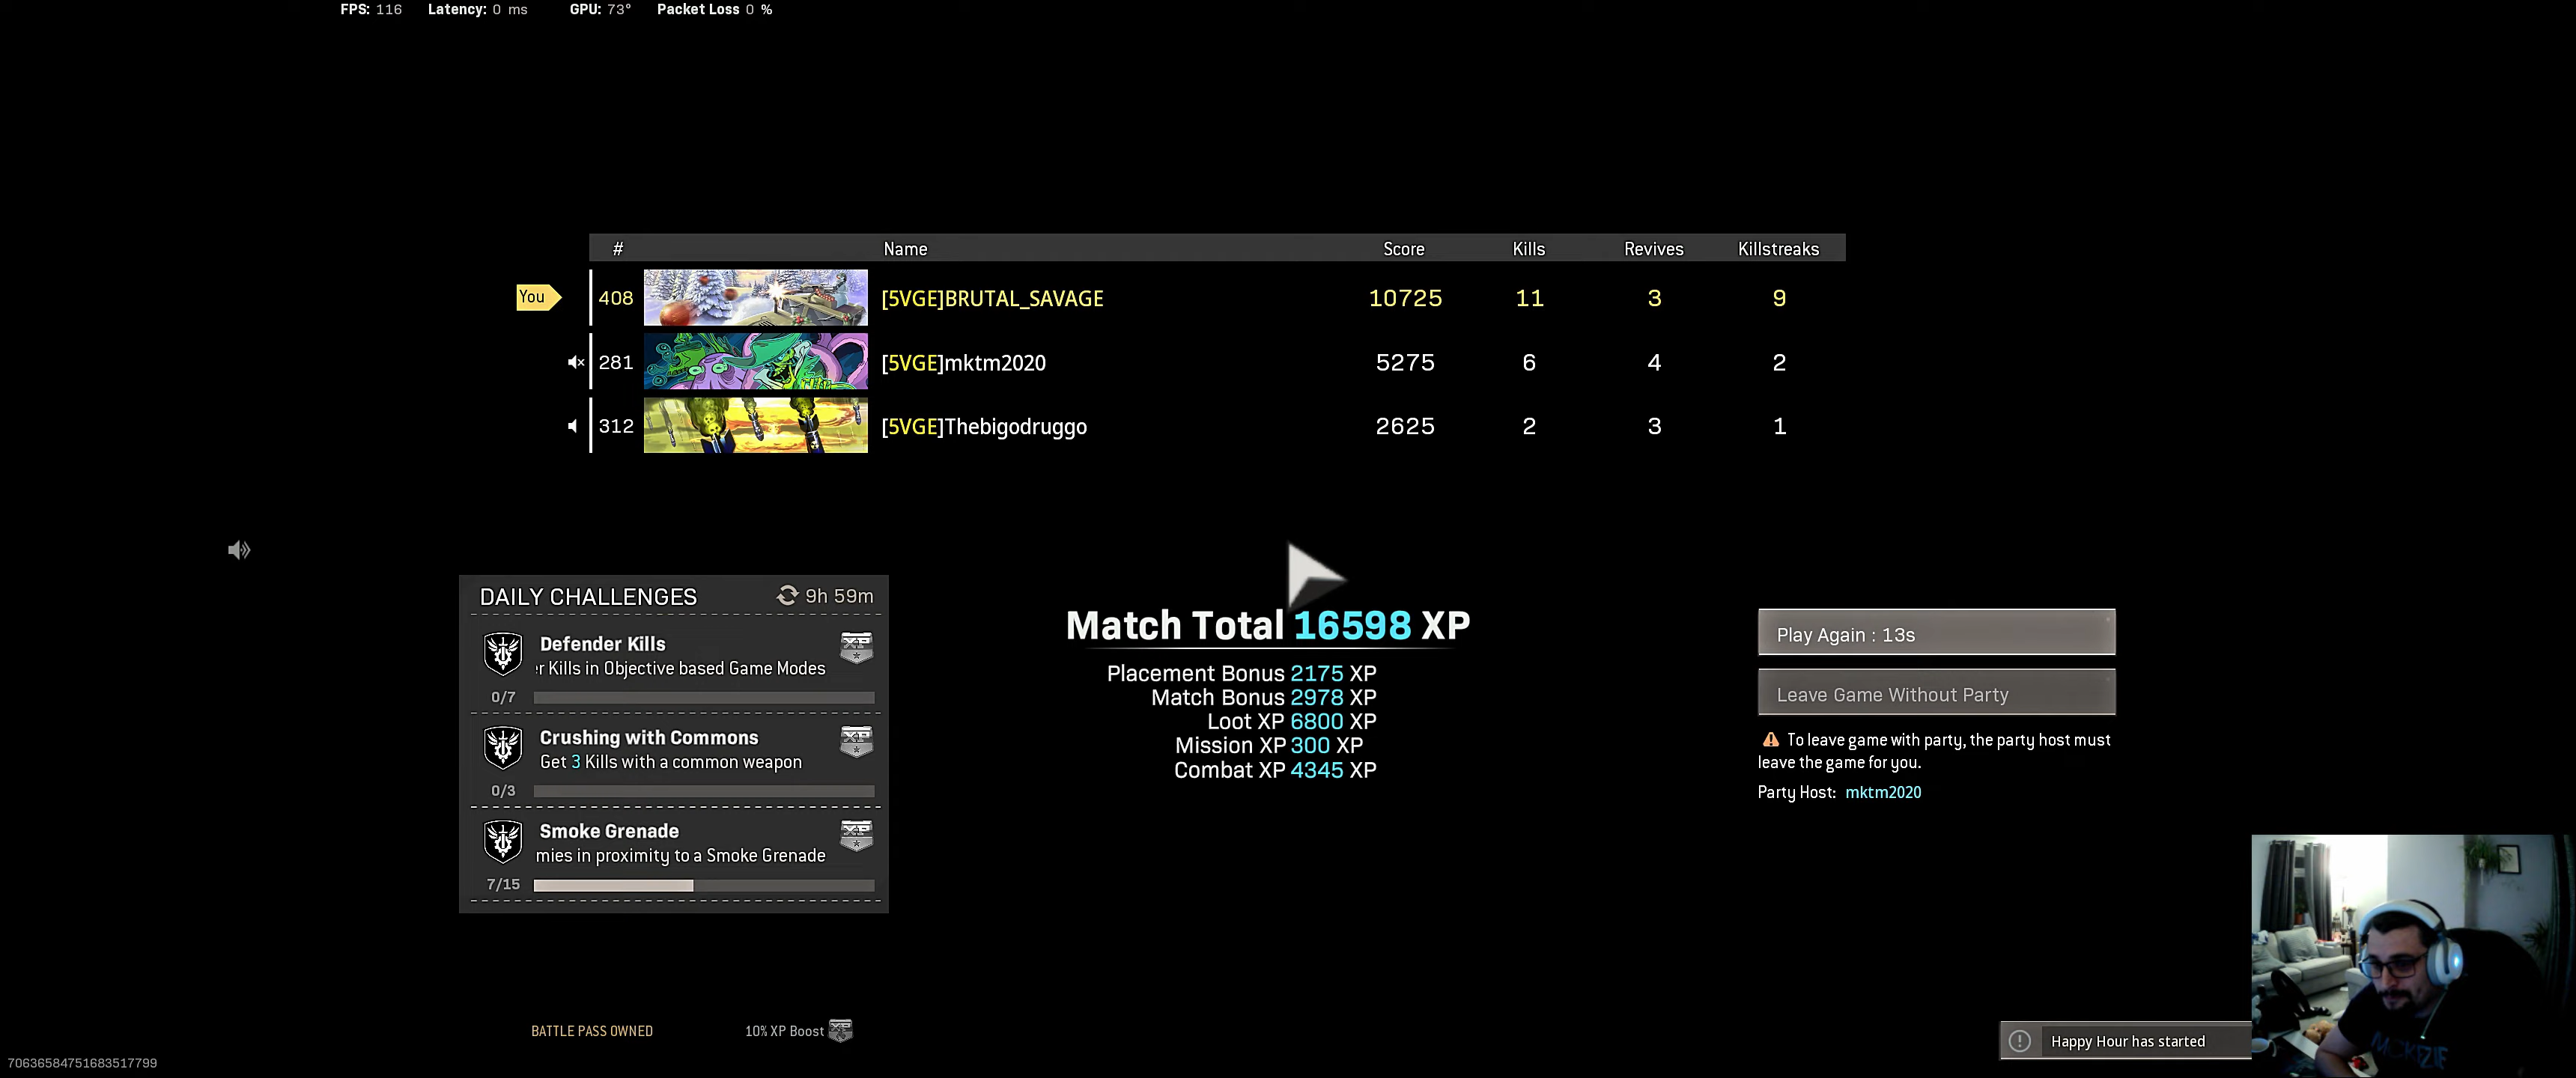 FPS: 116 Latency: 0 ms GPU: 73° Packet Loss 0 %
# Name Score Kills Revives Killstreaks
You 408 [5VGE]BRUTAL_SAVAGE 10725 11 3 9
281 [5VGE]mktm2020 5275 6 4 2
312 [5VGE]Thebigodruggo 2625 2 3 1
DAILY CHALLENGES 9h 59m
Defender Kills
r Kills in Objective based Game Modes
0/7
Crushing with Commons
Get 3 Kills with a common weapon
0/3
Smoke Grenade
mies in proximity to a Smoke Grenade
7/15
BATTLE PASS OWNED 10% XP Boost
Match Total 16598 XP
Placement Bonus 2175 XP
Match Bonus 2978 XP
Loot XP 6800 XP
Mission XP 300 XP
Combat XP 4345 XP
Play Again : 13s
Leave Game Without Party
To leave game with party, the party host must
leave the game for you.
Party Host: mktm2020
Happy Hour has started
70636584751683517799